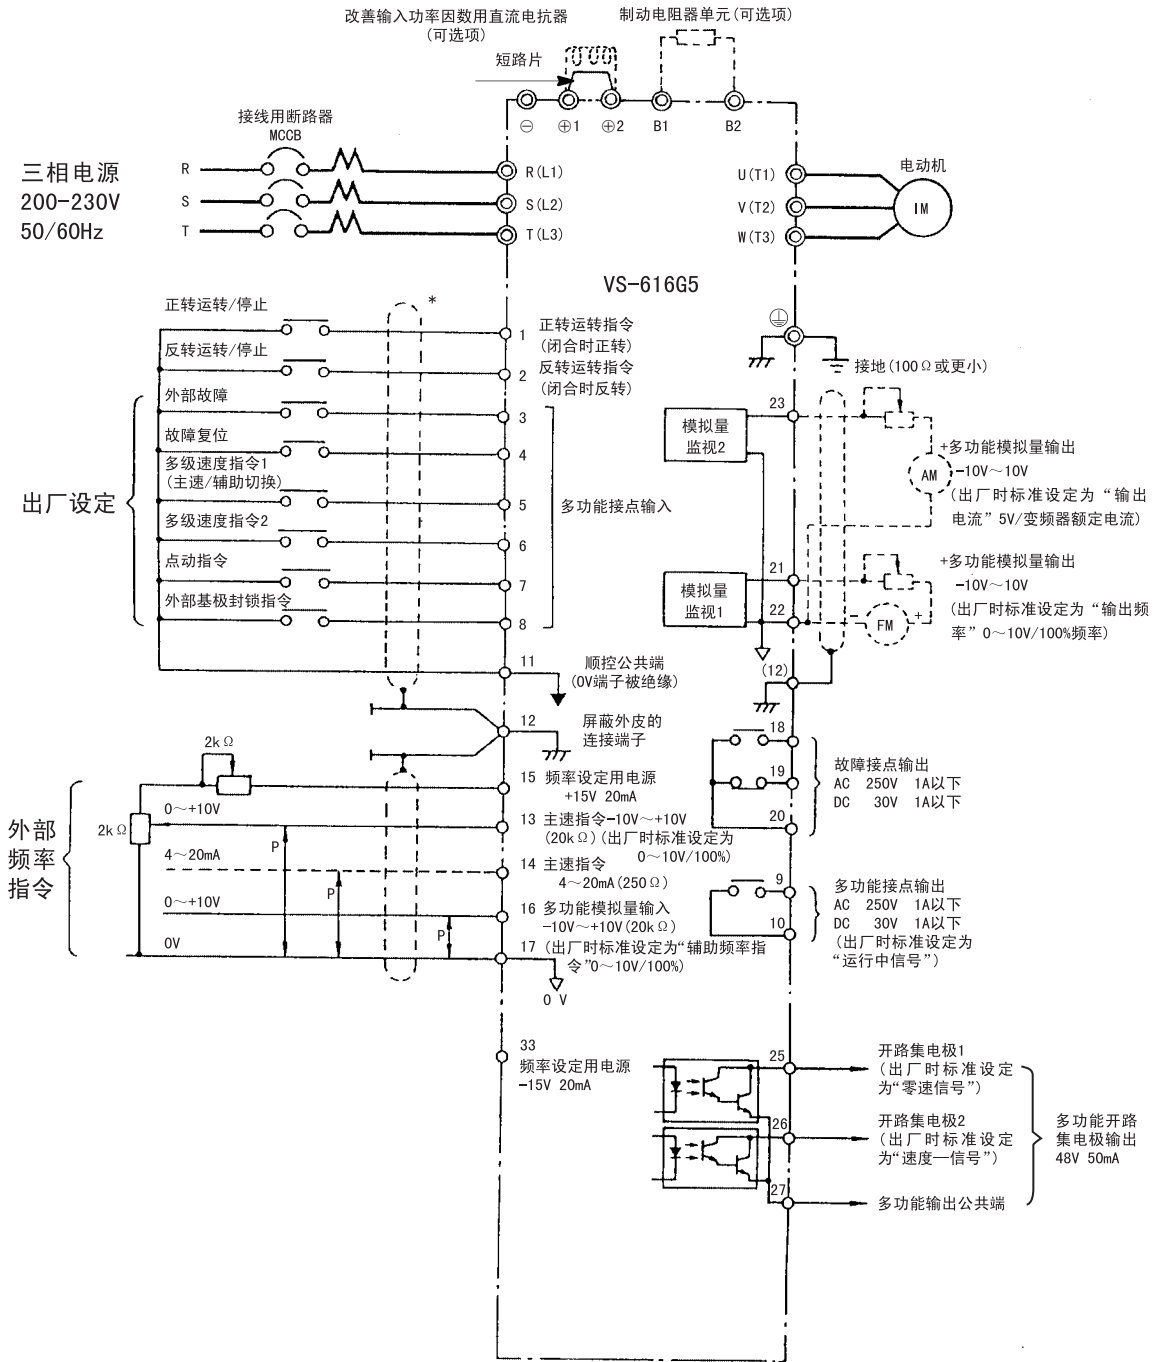 改善输入功率因数用直流电抗器
(可选项)
制动电阻器单元(可选项)
短路片
⊖
⊕1
⊕2
B1
B2
接线用断路器
MCCB
三相电源
200-230V
50/60Hz
R
S
T
R(L1)
S(L2)
T(L3)
U(T1)
V(T2)
W(T3)
电动机
IM
VS-616G5
正转运转/停止
*
1
正转运转指令
(闭合时正转)
反转运转/停止
2
反转运转指令
(闭合时反转)
接地(100Ω或更小)
出厂设定
外部故障
3
故障复位
4
多级速度指令1
(主速/辅助切换)
5
多功能接点输入
多级速度指令2
6
点动指令
7
外部基极封锁指令
8
11
顺控公共端
(0V端子被绝缘)
12
屏蔽外皮的
连接端子
模拟量
监视2
23
AM
+多功能模拟量输出
-10V～10V
(出厂时标准设定为“输出
电流”5V/变频器额定电流)
模拟量
监视1
21
22
- FM +
+多功能模拟量输出
-10V～10V
(出厂时标准设定为“输出频
率”0～10V/100%频率)
(12)
18
19
20
故障接点输出
AC 250V 1A以下
DC 30V 1A以下
外部
频率
指令
2kΩ
2kΩ
15 频率设定用电源
+15V 20mA
0～+10V
P
13 主速指令-10V～+10V
(20kΩ)(出厂时标准设定为
0～10V/100%)
4～20mA
P
14 主速指令
4～20mA(250Ω)
0～+10V
P
16 多功能模拟量输入
-10V～+10V(20kΩ)
0V
17 (出厂时标准设定为“辅助频率指
令”0～10V/100%)
0 V
9
10
多功能接点输出
AC 250V 1A以下
DC 30V 1A以下
(出厂时标准设定为
“运行中信号”)
33
频率设定用电源
-15V 20mA
25
开路集电极1
(出厂时标准设定
为“零速信号”)
26
开路集电极2
(出厂时标准设定
为“速度一信号”)
27
多功能输出公共端
多功能开路
集电极输出
48V 50mA